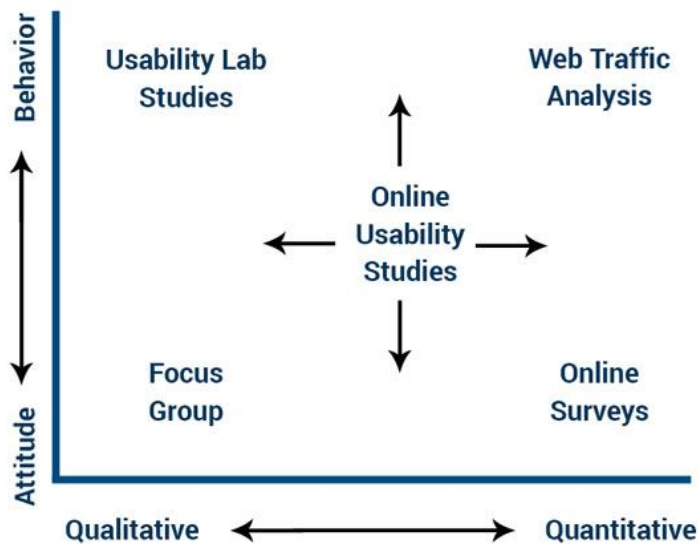 Behavior
Attitude
Usability Lab
Studies
Web Traffic
Analysis
Online
Usability
Studies
Focus
Group
Online
Surveys
Qualitative
Quantitative